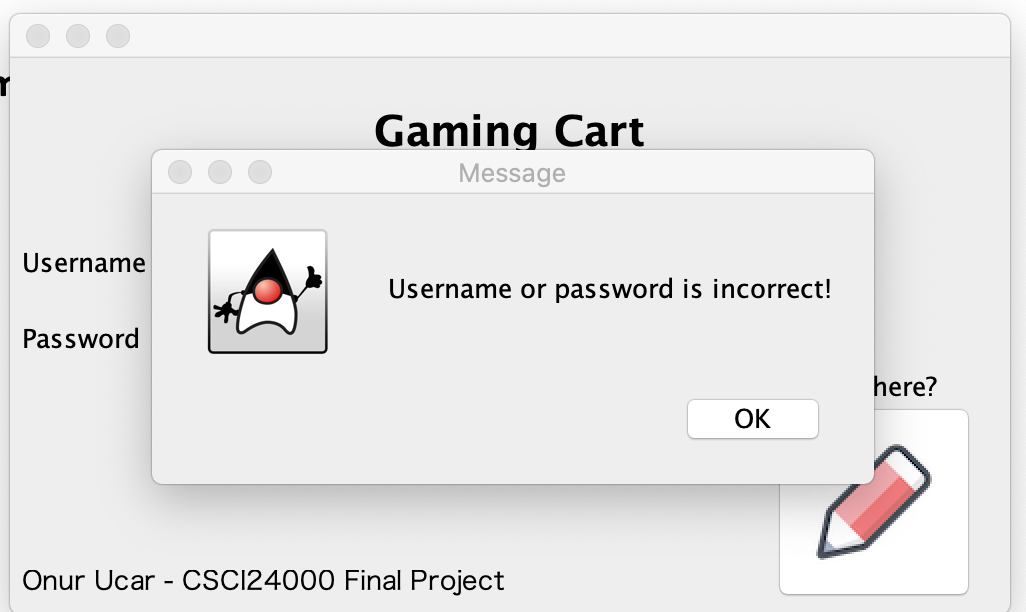 Gaming Cart
Message
Username
Username or password is incorrect!
Password
here?
OK
Onur Ucar - CSCI24000 Final Project